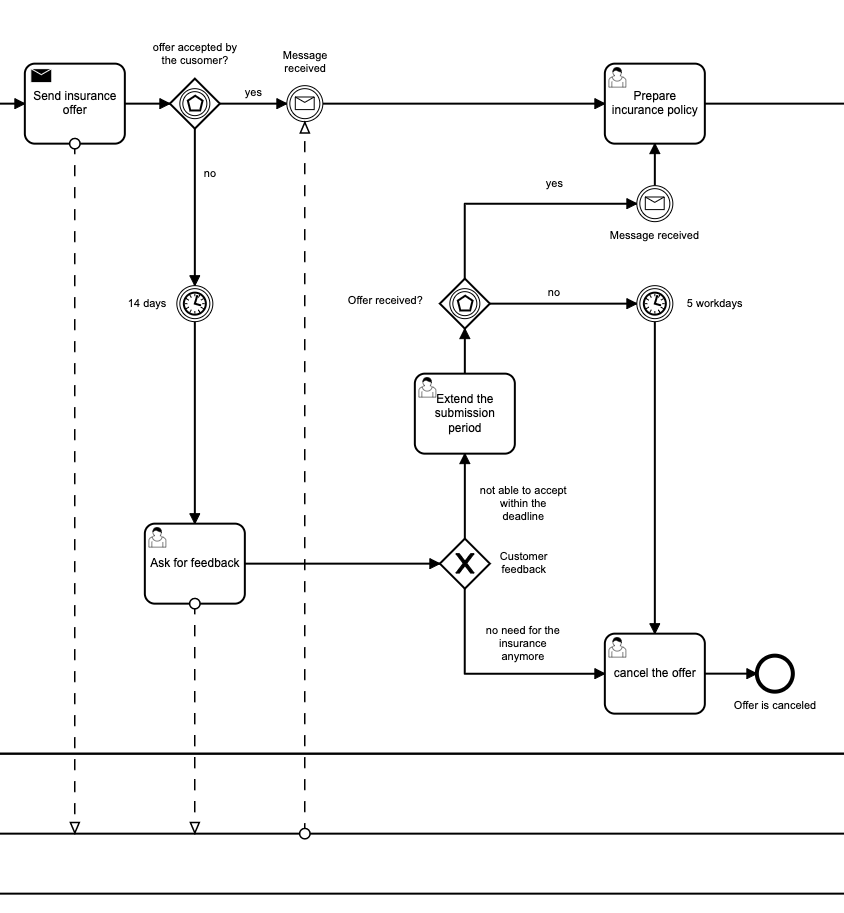 offer accepted by
the cusomer?
Message
received
Send insurance
offer
yes
Prepare
incurance policy
no
yes
Message received
14 days
Offer received?
no
5 workdays
Extend the
submission
period
not able to accept
within the
deadline
Ask for feedback
Customer
feedback
no need for the
insurance
anymore
cancel the offer
Offer is canceled